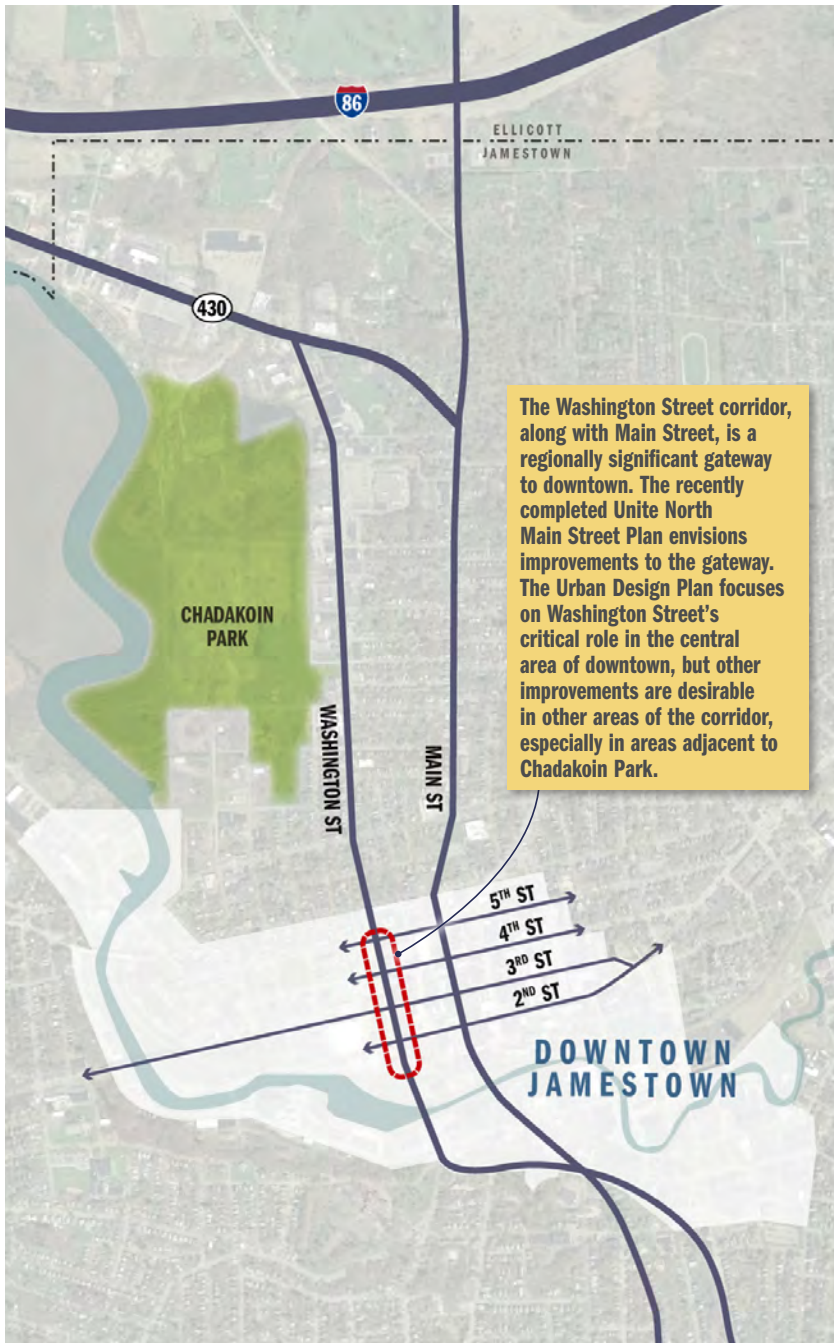 86
ELLICOTT
JAMESTOWN
430
The Washington Street corridor,
along with Main Street, is a
regionally significant gateway
to downtown. The recently
completed Unite North
Main Street Plan envisions
improvements to the gateway.
The Urban Design Plan focuses
on Washington Street's
critical role in the central
area of downtown, but other
improvements are desirable
in other areas of the corridor,
especially in areas adjacent to
Chadakoin Park.
CHADAKOIN
PARK
WASHINGTON ST
MAIN ST
5TH ST
4TH ST
3RD ST
2ND ST
DOWNTOWN
JAMESTOWN